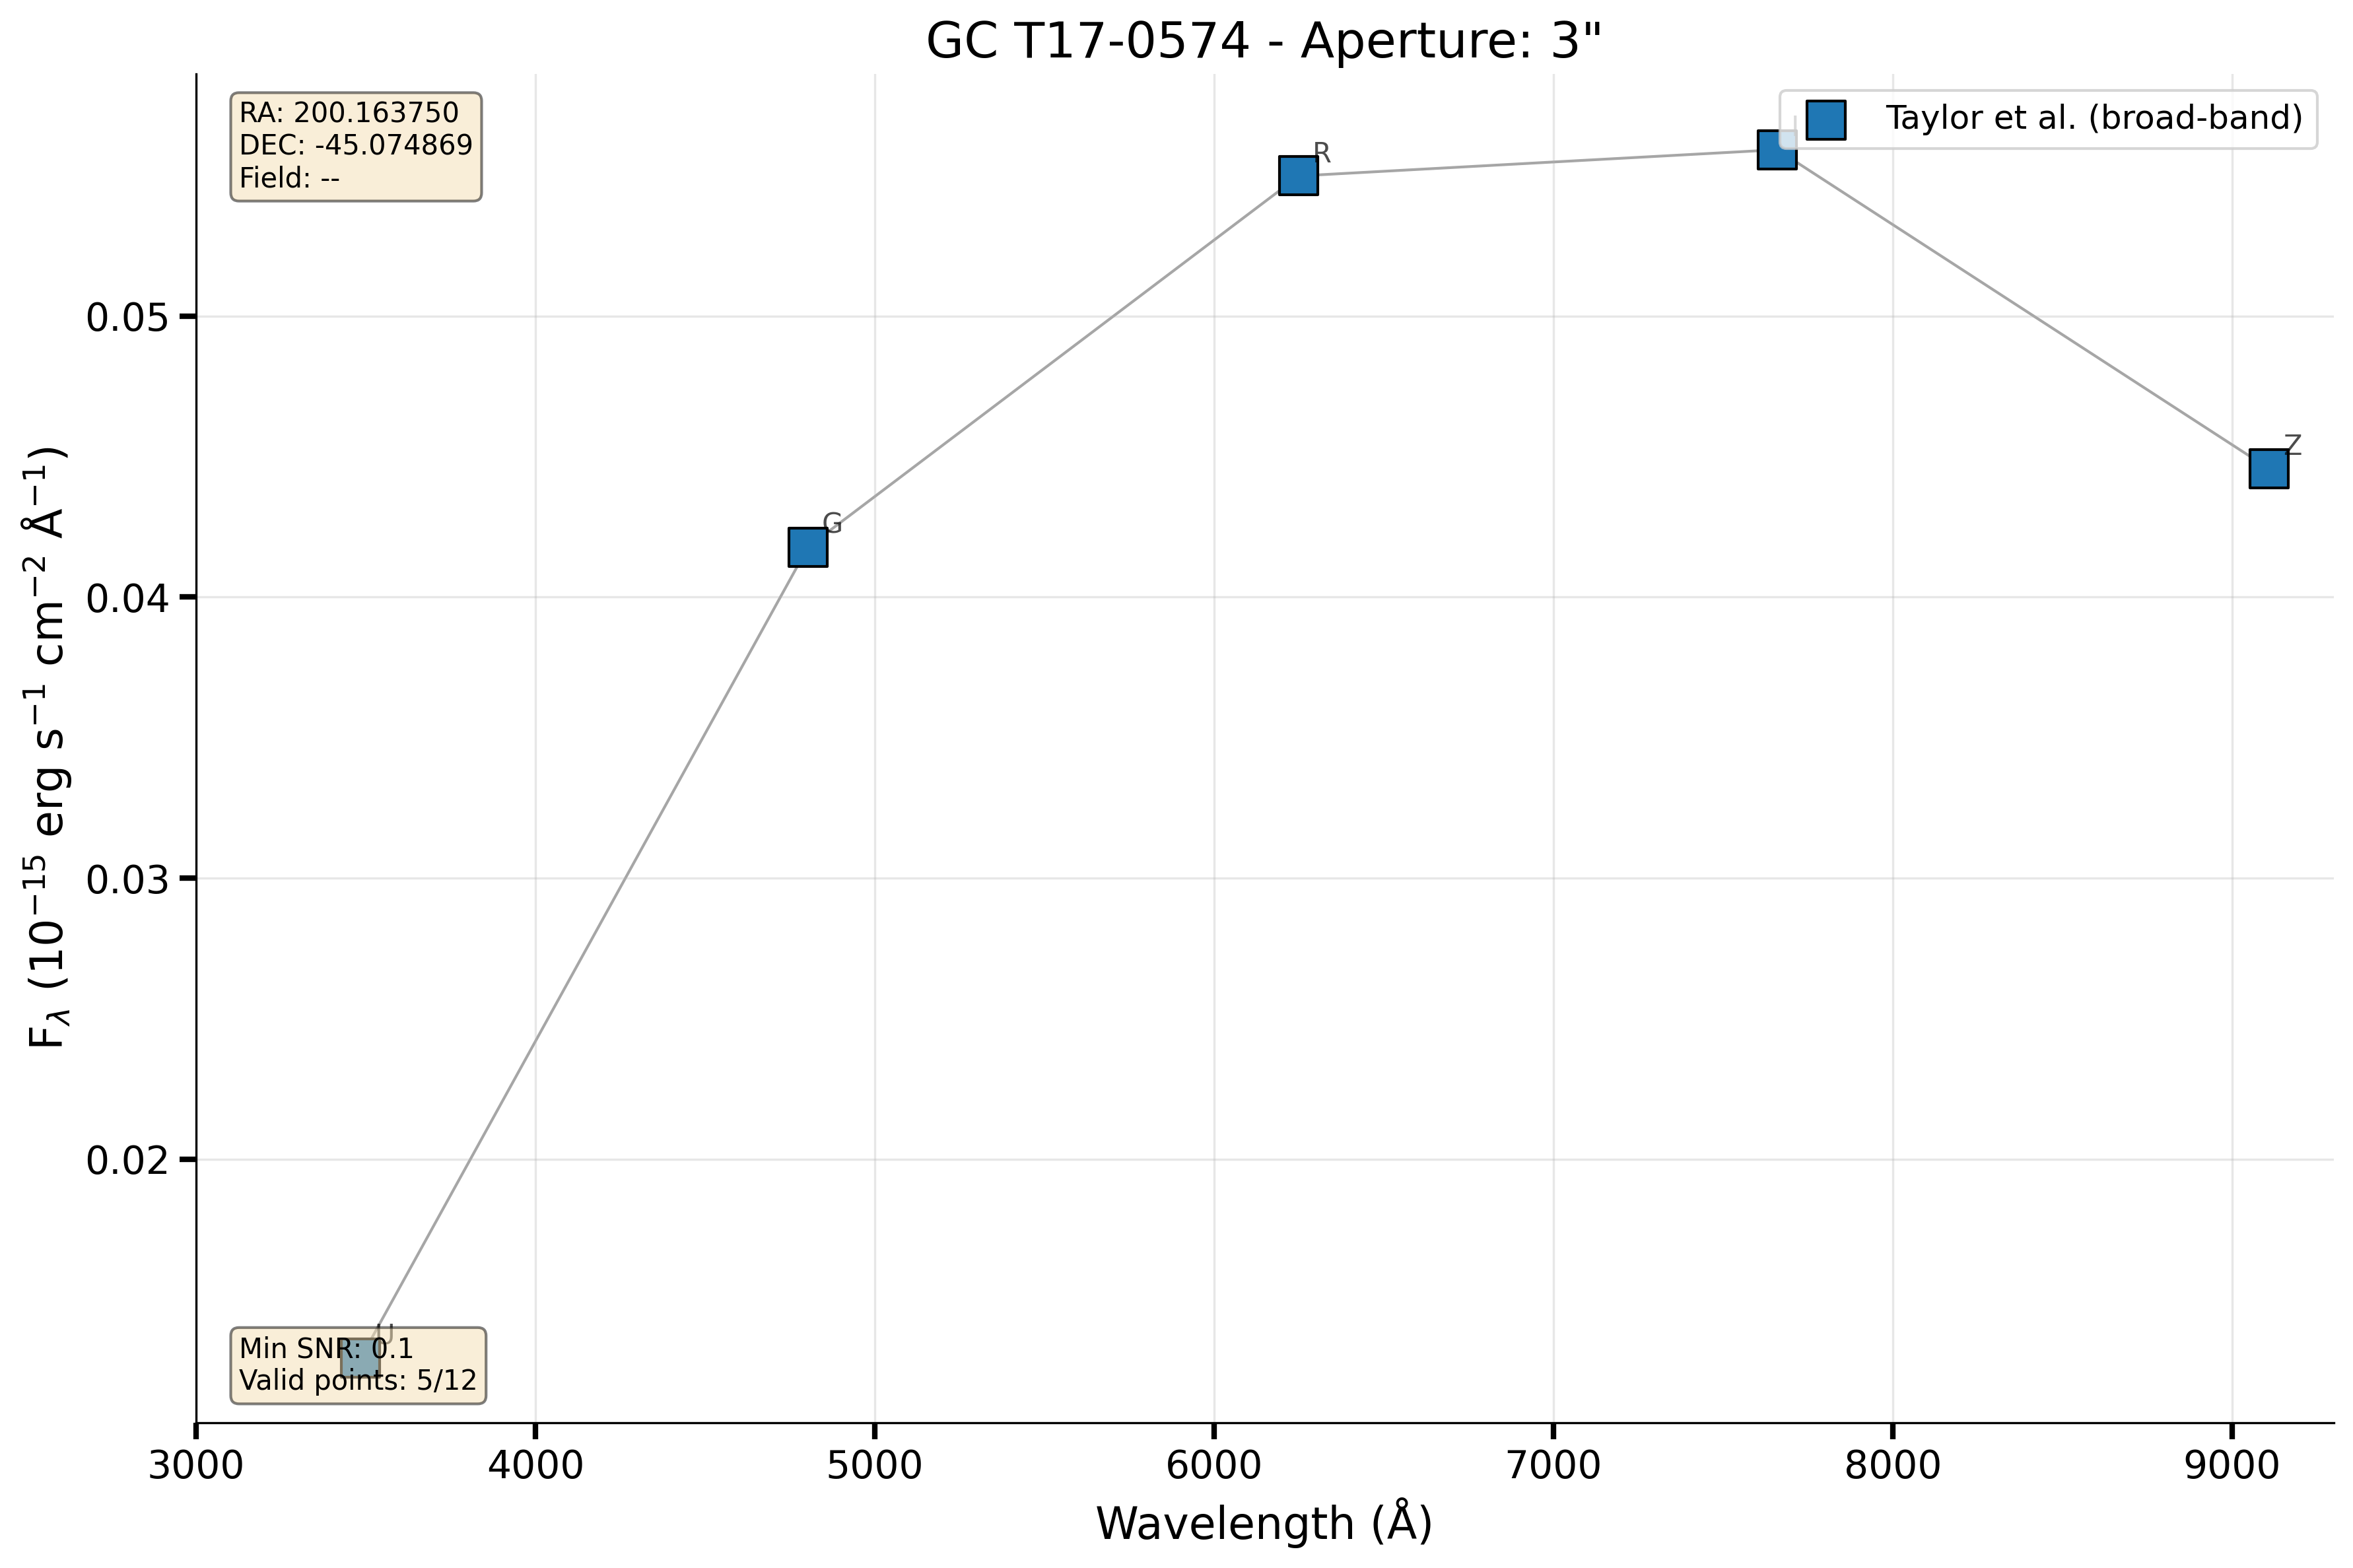 GC T17-0574 - Aperture: 3"
RA: 200.163750
DEC: -45.074869
Field: --
Taylor et al. (broad-band)
I
R
Z
G
U
Min SNR: 0.1
Valid points: 5/12
0.05
0.04
0.03
0.02
F_λ (10⁻¹⁵ erg s⁻¹ cm⁻² Å⁻¹)
3000 4000 5000 6000 7000 8000 9000
Wavelength (Å)